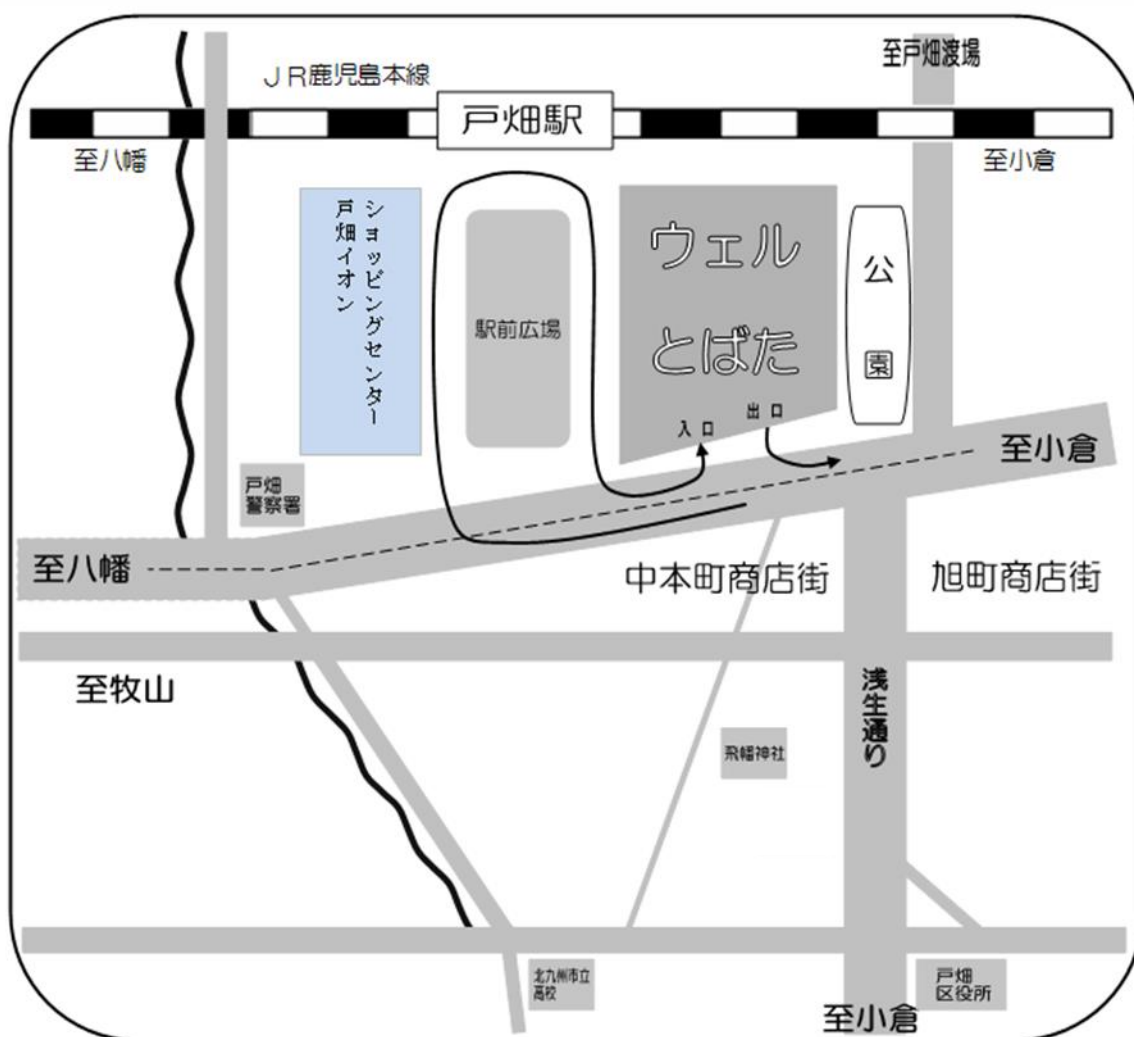 至戸畑渡場
JR鹿児島本線
戸畑駅
至八幡
至小倉
ショッピングセンター
戸畑イオン
駅前広場
ウェル
とばた
公
園
入口
出口
至小倉
戸畑
警察署
至八幡
中本町商店街
旭町商店街
至牧山
浅生通り
飛幡神社
北九州市立
高校
戸畑
区役所
至小倉